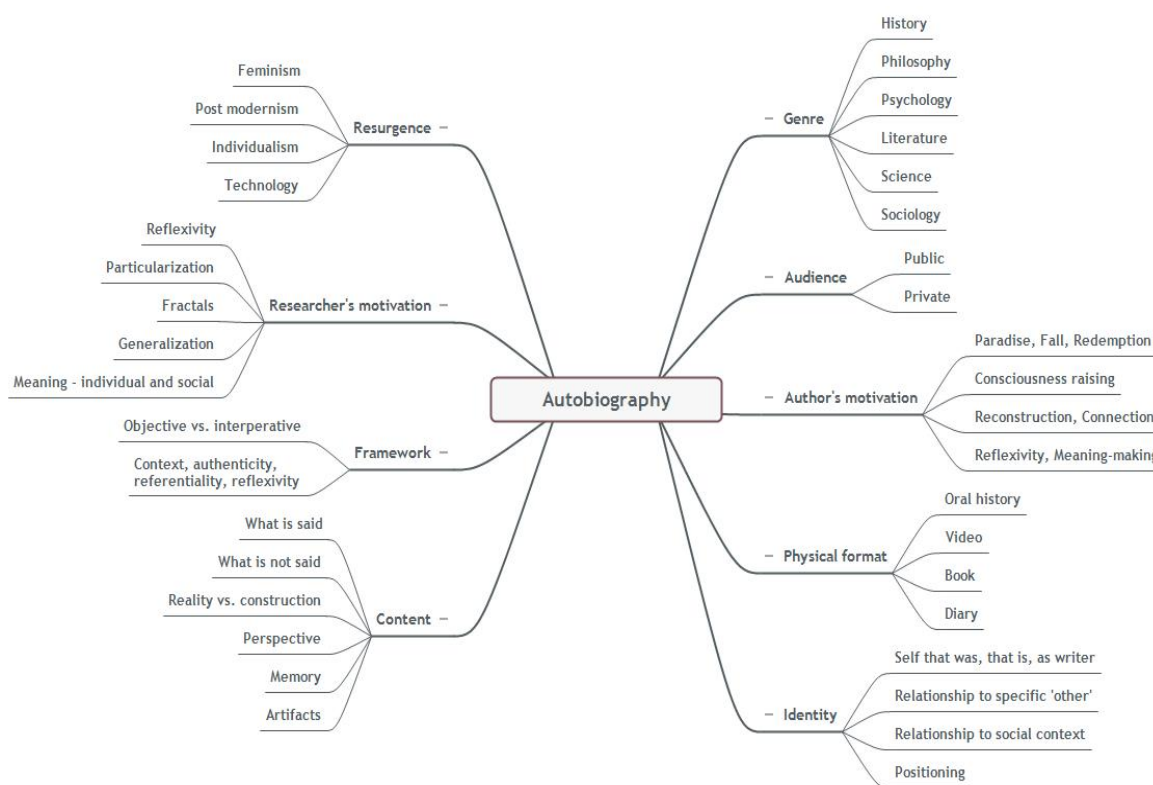 Autobiography
Resurgence
Feminism
Post modernism
Individualism
Technology
Researcher's motivation
Reflexivity
Particularization
Fractals
Generalization
Meaning - individual and social
Framework
Objective vs. interperative
Context, authenticity,
referentiality, reflexivity
Content
What is said
What is not said
Reality vs. construction
Perspective
Memory
Artifacts
Genre
History
Philosophy
Psychology
Literature
Science
Sociology
Audience
Public
Private
Author's motivation
Paradise, Fall, Redemption
Consciousness raising
Reconstruction, Connection
Reflexivity, Meaning-making
Physical format
Oral history
Video
Book
Diary
Identity
Self that was, that is, as writer
Relationship to specific 'other'
Relationship to social context
Positioning